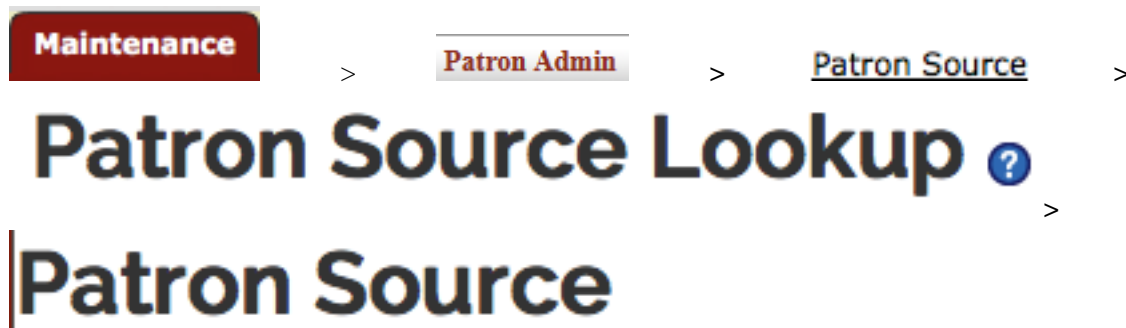 Maintenance > Patron Admin > Patron Source >
Patron Source Lookup ? >
Patron Source